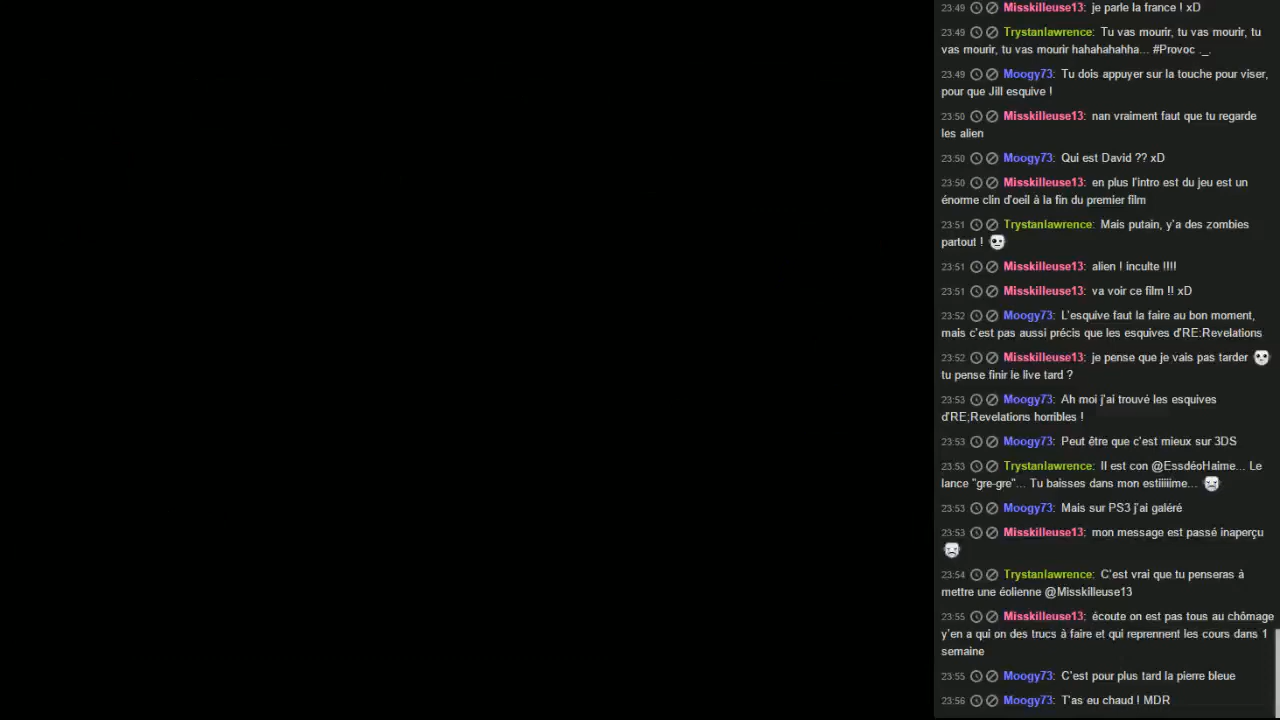 23:49 Misskilleuse13: je parle la france ! xD
23:49 Trystanlawrence: Tu vas mourir, tu vas mourir, tu
vas mourir, tu vas mourir hahahahahha... #Provoc ._.
23:49 Moogy73: Tu dois appuyer sur la touche pour viser,
pour que Jill esquive !
23:50 Misskilleuse13: nan vraiment faut que tu regarde
les alien
23:50 Moogy73: Qui est David ?? xD
23:50 Misskilleuse13: en plus l'intro est du jeu est un
énorme clin d'oeil à la fin du premier film
23:51 Trystanlawrence: Mais putain, y'a des zombies
partout !
23:51 Misskilleuse13: alien ! inculte !!!!
23:51 Misskilleuse13: va voir ce film !! xD
23:52 Moogy73: L'esquive faut la faire au bon moment,
mais c'est pas aussi précis que les esquives d'RE:Revelations
23:52 Misskilleuse13: je pense que je vais pas tarder
tu pense finir le live tard ?
23:53 Moogy73: Ah moi j'ai trouvé les esquives
d'RE;Revelations horribles !
23:53 Moogy73: Peut être que c'est mieux sur 3DS
23:53 Trystanlawrence: Il est con @EssdéoHaime... Le
lance "gre-gre"... Tu baisses dans mon estiiiiiime...
23:53 Moogy73: Mais sur PS3 j'ai galéré
23:53 Misskilleuse13: mon message est passé inaperçu
23:54 Trystanlawrence: C'est vrai que tu penseras à
mettre une éolienne @Misskilleuse13
23:55 Misskilleuse13: écoute on est pas tous au chômage
y'en a qui on des trucs à faire et qui reprennent les cours dans 1
semaine
23:55 Moogy73: C'est pour plus tard la pierre bleue
23:56 Moogy73: T'as eu chaud ! MDR